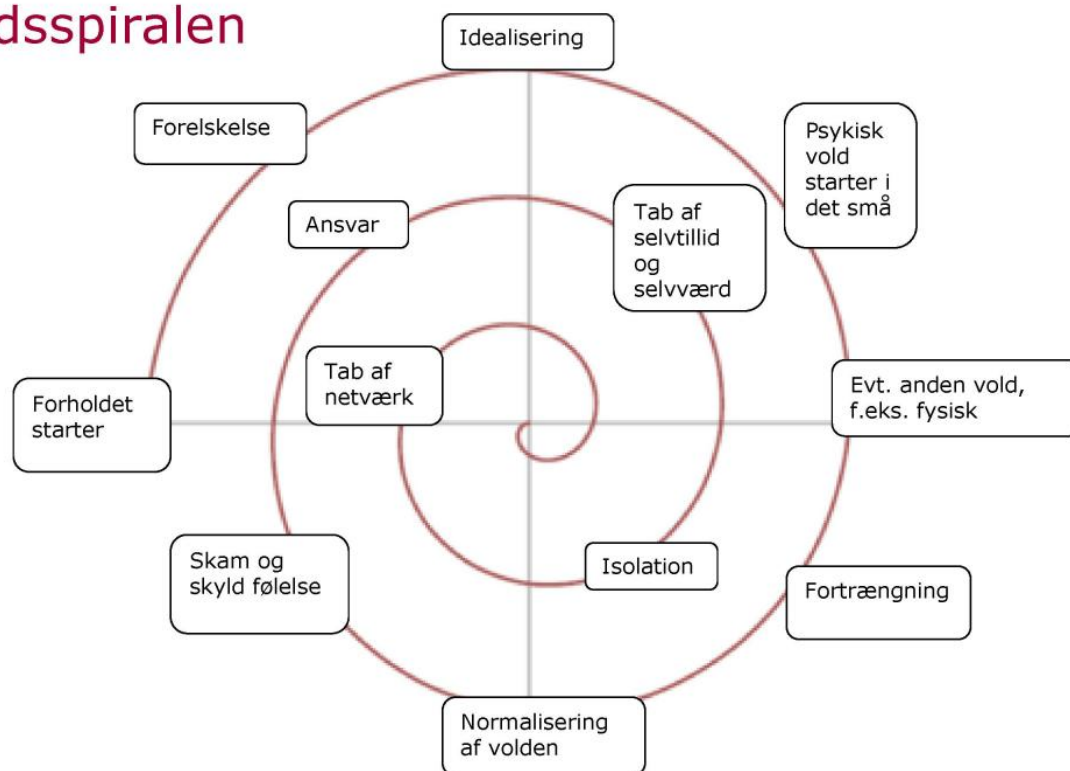 dsspiralen
Idealisering
Forelskelse
Psykisk
vold
starter i
det små
Ansvar
Tab af
selvtillid
og
selvværd
Tab af
netværk
Forholdet
starter
Evt. anden vold,
f.eks. fysisk
Skam og
skyld følelse
Isolation
Fortrængning
Normalisering
af volden